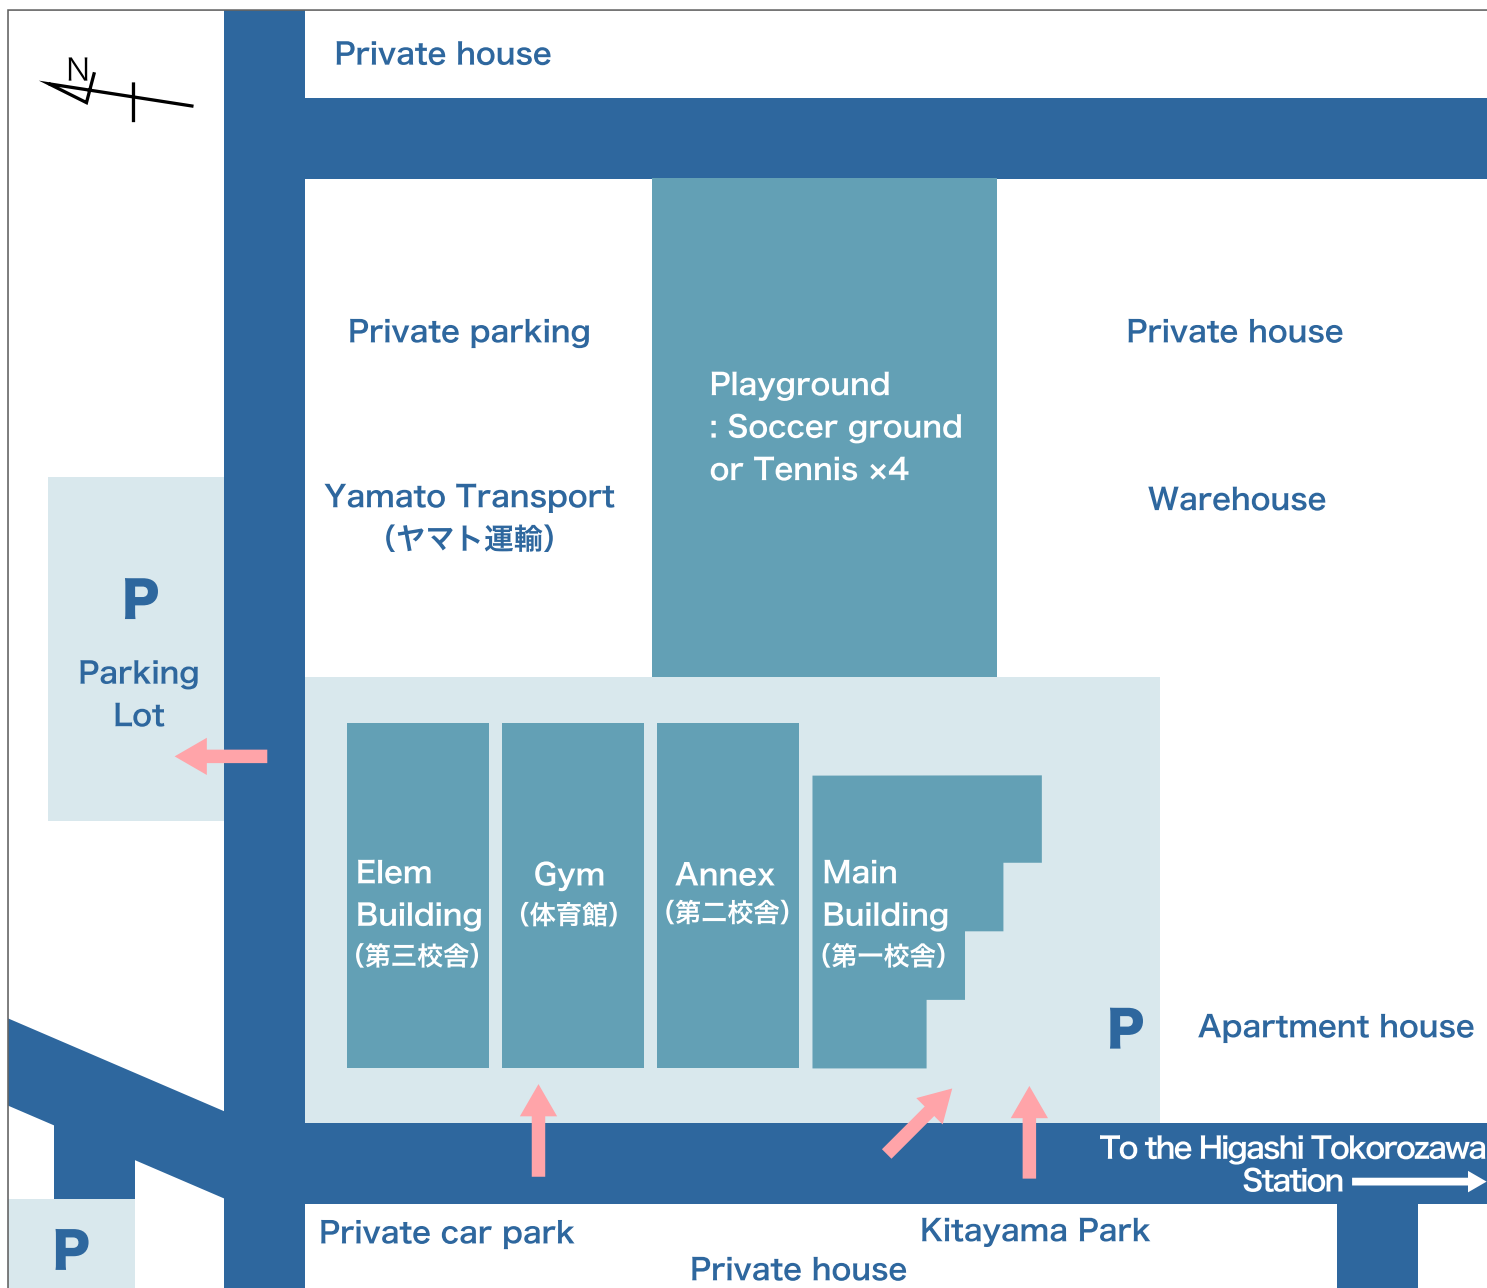 N
Private house
Private parking
Private house
Playground
: Soccer ground
or Tennis ×4
Yamato Transport
（ヤマト運輸）
Warehouse
P
Parking
Lot
Elem
Building
（第三校舎）
Gym
（体育館）
Annex
（第二校舎）
Main
Building
（第一校舎）
P
Apartment house
To the Higashi Tokorozawa
Station
Private car park
Kitayama Park
P
Private house